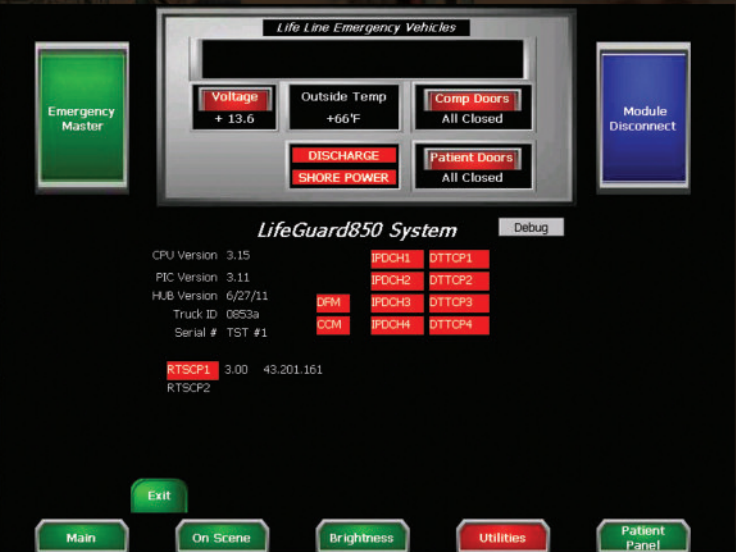 Life Line Emergency Vehicles
Emergency
Master
Voltage
+ 13.6
Outside Temp
+66°F
Comp Doors
All Closed
Module
Disconnect
DISCHARGE
SHORE POWER
Patient Doors
All Closed
LifeGuard850 System
Debug
CPU Version 3.15
PIC Version 3.11
HUB Version 6/27/11
Truck ID 0853a
Serial # TST #1
DFM
CCM
IPDCH1 DTTCP1
IPDCH2 DTTCP2
IPDCH3 DTTCP3
IPDCH4 DTTCP4
RTSCP1 3.00 43.201.161
RTSCP2
Exit
Main
On Scene
Brightness
Utilities
Patient
Panel